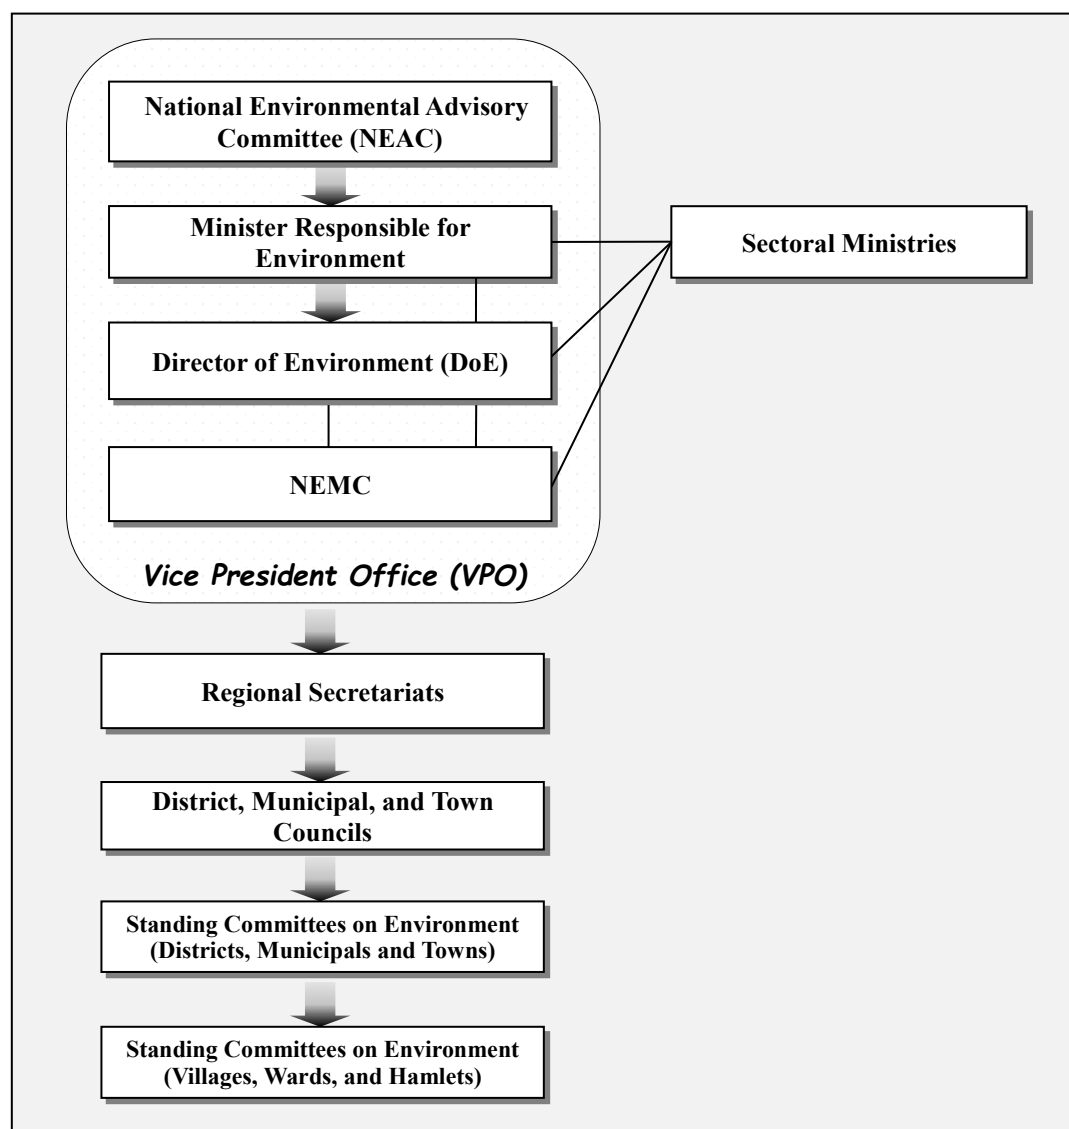 National Environmental Advisory
Committee (NEAC)
Minister Responsible for
Environment
Sectoral Ministries
Director of Environment (DoE)
NEMC
Vice President Office (VPO)
Regional Secretariats
District, Municipal, and Town
Councils
Standing Committees on Environment
(Districts, Municipals and Towns)
Standing Committees on Environment
(Villages, Wards, and Hamlets)